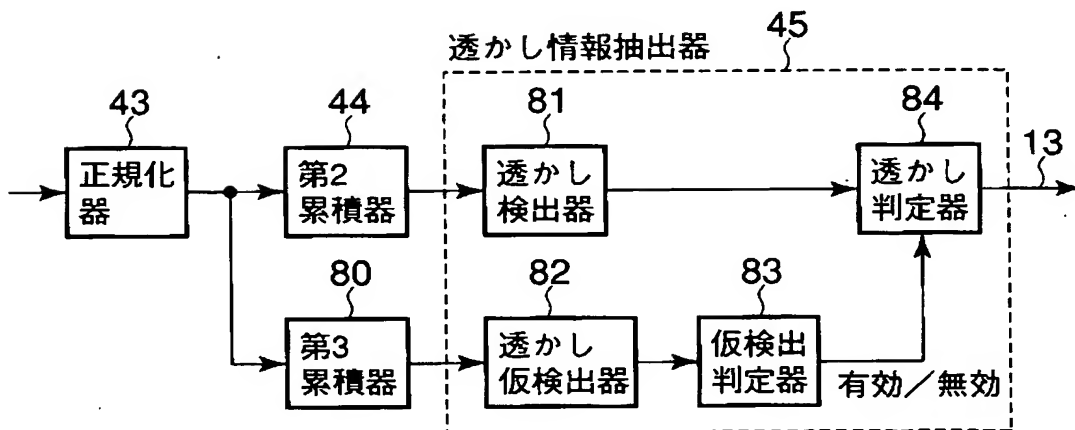 透かし情報抽出器
45
43
44
81
84
13
正規化
器
第2
累積器
透かし
検出器
透かし
判定器
80
82
83
第3
累積器
透かし
仮検出器
仮検出
判定器
有効／無効